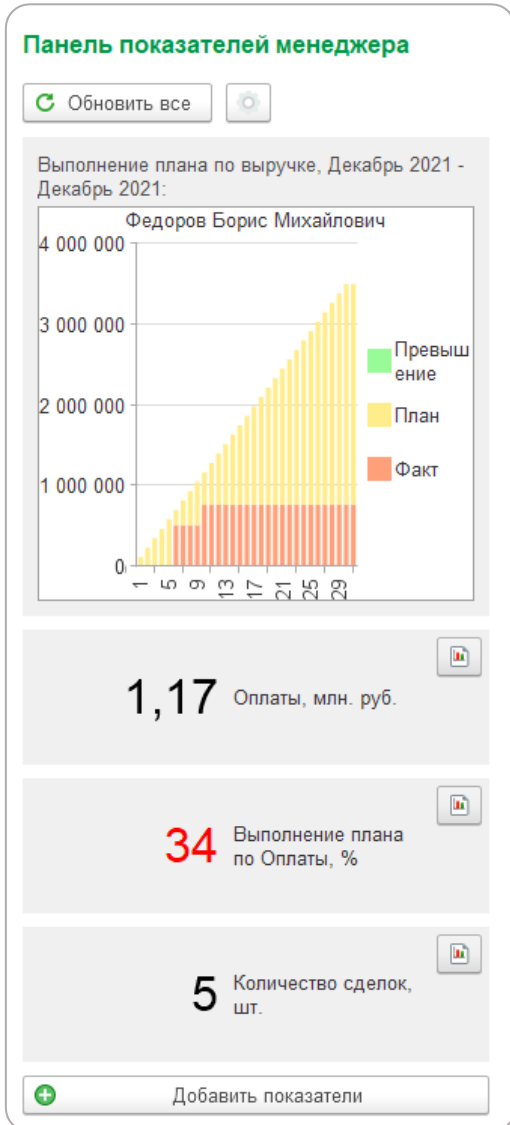 Панель показателей менеджера
Обновить все
Выполнение плана по выручке, Декабрь 2021 -
Декабрь 2021:
Федоров Борис Михайлович
4 000 000
3 000 000
2 000 000
1 000 000
0
1 5 9 13 17 21 25 29
Превыш
ение
План
Факт
1,17 Оплаты, млн. руб.
34 Выполнение плана
по Оплаты, %
5 Количество сделок,
шт.
Добавить показатели